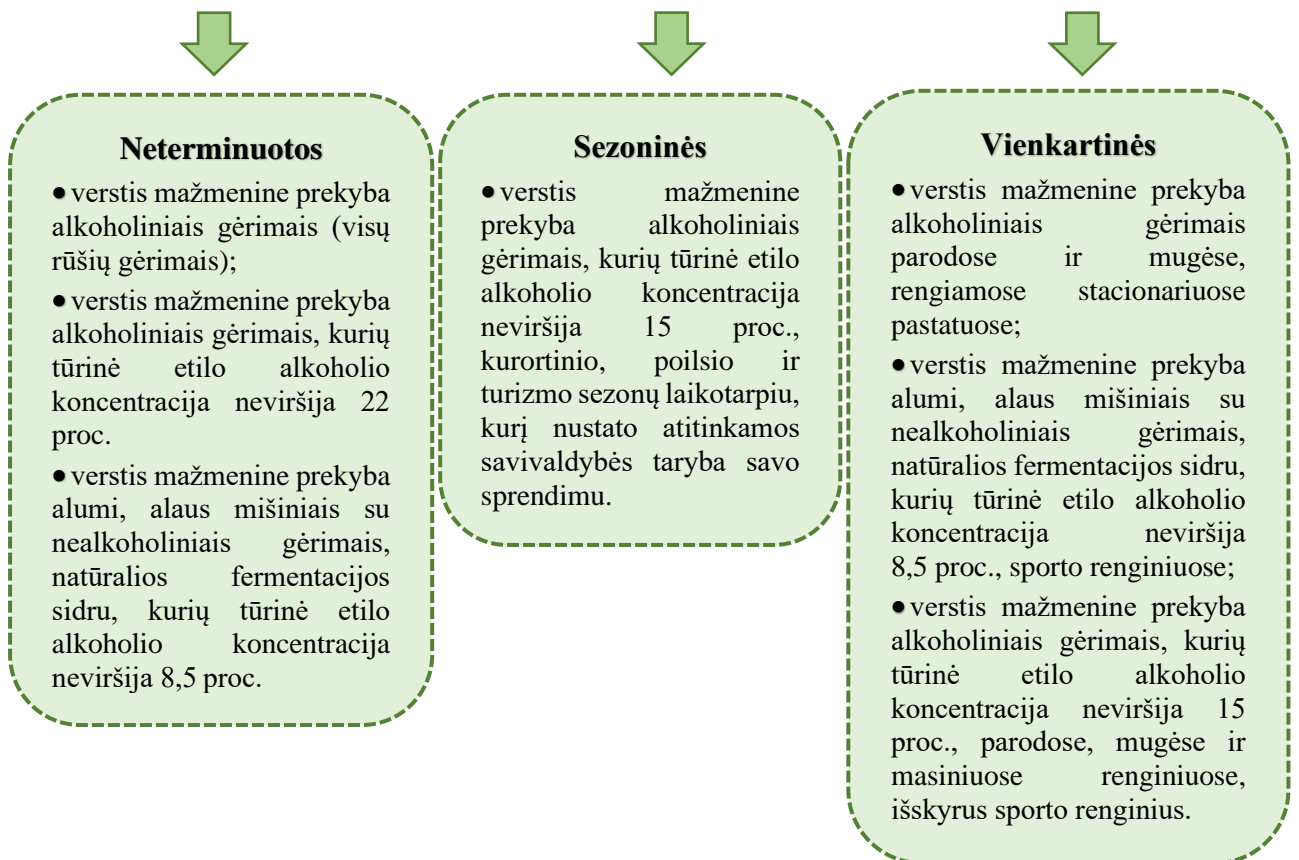 Neterminuotos
• verstis mažmenine prekyba
alkoholiniais gėrimais (visų
rūšių gėrimais);
• verstis mažmenine prekyba
alkoholiniais gėrimais, kurių
tūrinė etilo alkoholio
koncentracija neviršija 22
proc.
• verstis mažmenine prekyba
alumi, alaus mišiniais su
nealkoholiniais gėrimais,
natūralios fermentacijos
sidru, kurių tūrinė etilo
alkoholio koncentracija
neviršija 8,5 proc.
Sezoninės
• verstis mažmenine
prekyba alkoholiniais
gėrimais, kurių tūrinė etilo
alkoholio koncentracija
neviršija 15 proc.,
kurortinio, poilsio ir
turizmo sezonų laikotarpiu,
kurį nustato atitinkamos
savivaldybės taryba savo
sprendimu.
Vienkartinės
• verstis mažmenine prekyba
alkoholiniais gėrimais
parodose ir mugėse,
rengiamose stacionariuose
pastatuose;
• verstis mažmenine prekyba
alumi, alaus mišiniais su
nealkoholiniais gėrimais,
natūralios fermentacijos sidru,
kurių tūrinė etilo alkoholio
koncentracija neviršija
8,5 proc., sporto renginiuose;
• verstis mažmenine prekyba
alkoholiniais gėrimais, kurių
tūrinė etilo alkoholio
koncentracija neviršija 15
proc., parodose, mugėse ir
masiniuose renginiuose,
išskyrus sporto renginius.